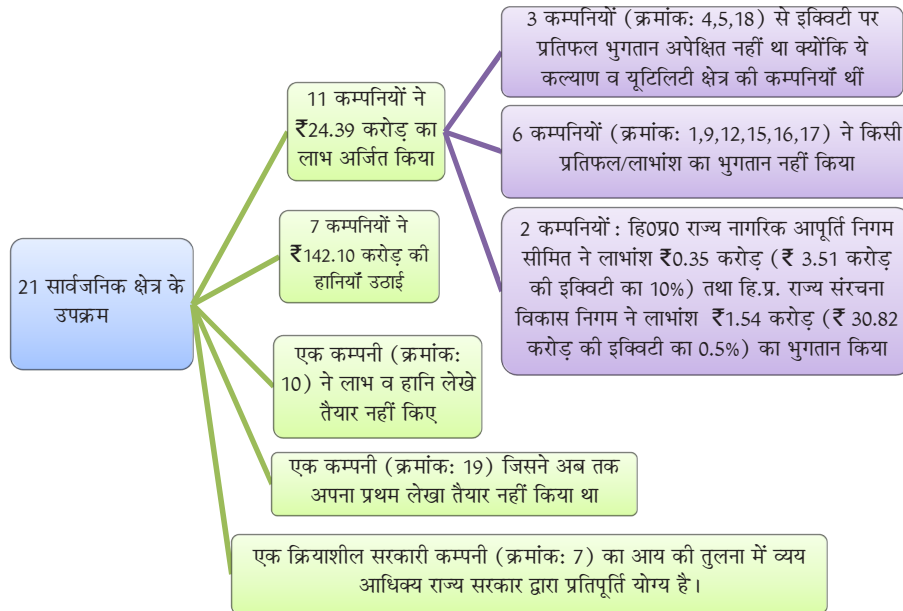 21 सार्वजनिक क्षेत्र के
उपक्रम
11 कम्पनियों ने
₹24.39 करोड़ का
लाभ अर्जित किया
3 कम्पनियों (क्रमांक: 4,5,18) से इक्विटी पर
प्रतिफल भुगतान अपेक्षित नहीं था क्योंकि ये
कल्याण व यूटिलिटी क्षेत्र की कम्पनियाँ थीं
6 कम्पनियों (क्रमांक: 1,9,12,15,16,17) ने किसी
प्रतिफल/लाभांश का भुगतान नहीं किया
2 कम्पनियों : हि0प्र0 राज्य नागरिक आपूर्ति निगम
सीमित ने लाभांश ₹0.35 करोड़ (₹ 3.51 करोड़
की इक्विटी का 10%) तथा हि.प्र. राज्य संरचना
विकास निगम ने लाभांश ₹1.54 करोड़ (₹ 30.82
करोड़ की इक्विटी का 0.5%) का भुगतान किया
7 कम्पनियों ने
₹142.10 करोड़ की
हानियाँ उठाई
एक कम्पनी (क्रमांक:
10) ने लाभ व हानि लेखे
तैयार नहीं किए
एक कम्पनी (क्रमांक: 19) जिसने अब तक
अपना प्रथम लेखा तैयार नहीं किया था
एक क्रियाशील सरकारी कम्पनी (क्रमांक: 7) का आय की तुलना में व्यय
आधिक्य राज्य सरकार द्वारा प्रतिपूर्ति योग्य है।